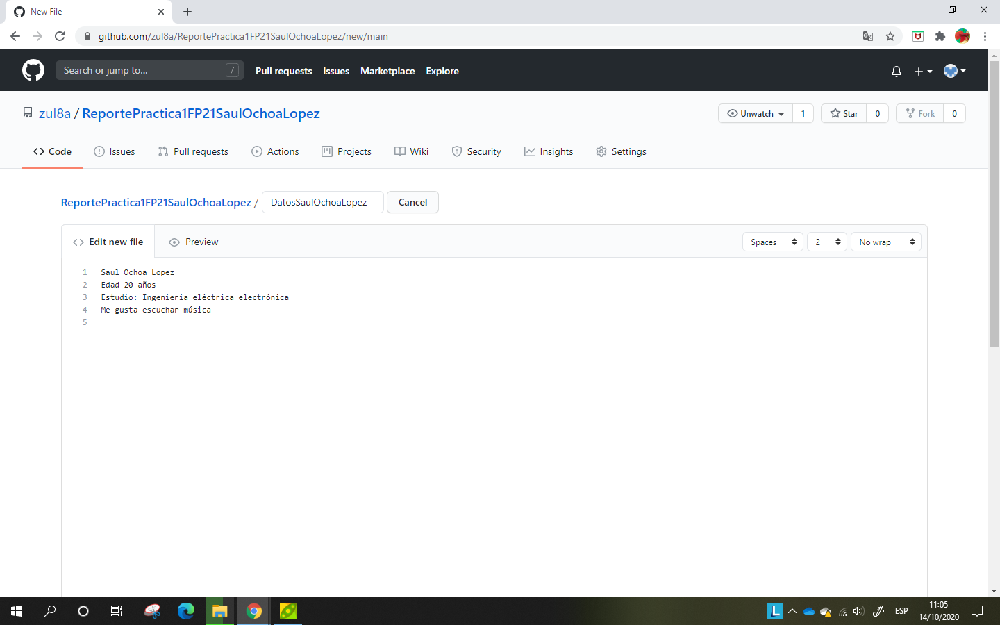 New File
github.com/zul8a/ReportePractica1FP21SaulOchoaLopez/new/main
Search or jump to... /
Pull requests Issues Marketplace Explore
zul8a / ReportePractica1FP21SaulOchoaLopez
Unwatch 1 Star 0 Fork 0
Code Issues Pull requests Actions Projects Wiki Security Insights Settings
ReportePractica1FP21SaulOchoaLopez / DatosSaulOchoaLopez Cancel
Edit new file Preview Spaces 2 No wrap
1 Saul Ochoa Lopez
2 Edad 20 años
3 Estudio: Ingenieria eléctrica electrónica
4 Me gusta escuchar música
5
L ESP 11:05
14/10/2020